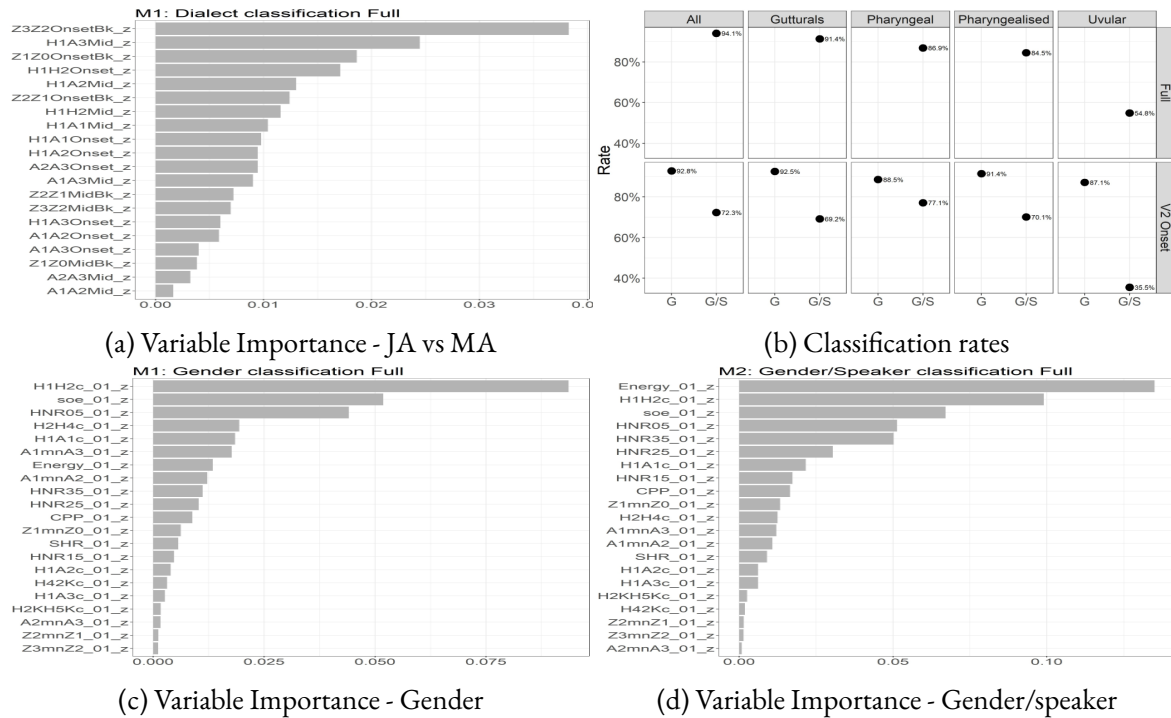 M1: Dialect classification Full
Z3Z2OnsetBk_z
H1A3Mid_z
Z1Z0OnsetBk_z
H1H2Onset_z
H1A2Mid_z
Z2Z1OnsetBk_z
H1H2Mid_z
H1A1Mid_z
H1A1Onset_z
H1A2Onset_z
A2A3Onset_z
A1A3Mid_z
Z2Z1MidBk_z
Z3Z2MidBk_z
H1A3Onset_z
A1A2Onset_z
A1A3Onset_z
Z1Z0MidBk_z
A2A3Mid_z
A1A2Mid_z
0.00 0.01 0.02 0.03
(a) Variable Importance - JA vs MA
All Gutturals Pharyngeal Pharyngealised Uvular
Rate
80%
60%
40%
94.1% 91.4% 86.9% 84.5% 54.8%
Full
80%
60%
40%
92.8% 72.3% 92.5% 69.2% 88.5% 77.1% 91.4% 70.1% 87.1% 35.5%
V2 Onset
G G/S G G/S G G/S G G/S G G/S
(b) Classification rates
M1: Gender classification Full
H1H2c_01_z
soe_01_z
HNR05_01_z
H2H4c_01_z
H1A1c_01_z
A1mnA3_01_z
Energy_01_z
A1mnA2_01_z
HNR35_01_z
HNR25_01_z
CPP_01_z
Z1mnZ0_01_z
SHR_01_z
HNR15_01_z
H1A2c_01_z
H42Kc_01_z
H1A3c_01_z
H2KH5Kc_01_z
A2mnA3_01_z
Z2mnZ1_01_z
Z3mnZ2_01_z
0.000 0.025 0.050 0.075
(c) Variable Importance - Gender
M2: Gender/Speaker classification Full
Energy_01_z
H1H2c_01_z
soe_01_z
HNR05_01_z
HNR35_01_z
HNR25_01_z
H1A1c_01_z
HNR15_01_z
CPP_01_z
Z1mnZ0_01_z
H2H4c_01_z
A1mnA3_01_z
A1mnA2_01_z
SHR_01_z
H1A2c_01_z
H1A3c_01_z
H2KH5Kc_01_z
H42Kc_01_z
Z2mnZ1_01_z
Z3mnZ2_01_z
A2mnA3_01_z
0.00 0.05 0.10
(d) Variable Importance - Gender/speaker